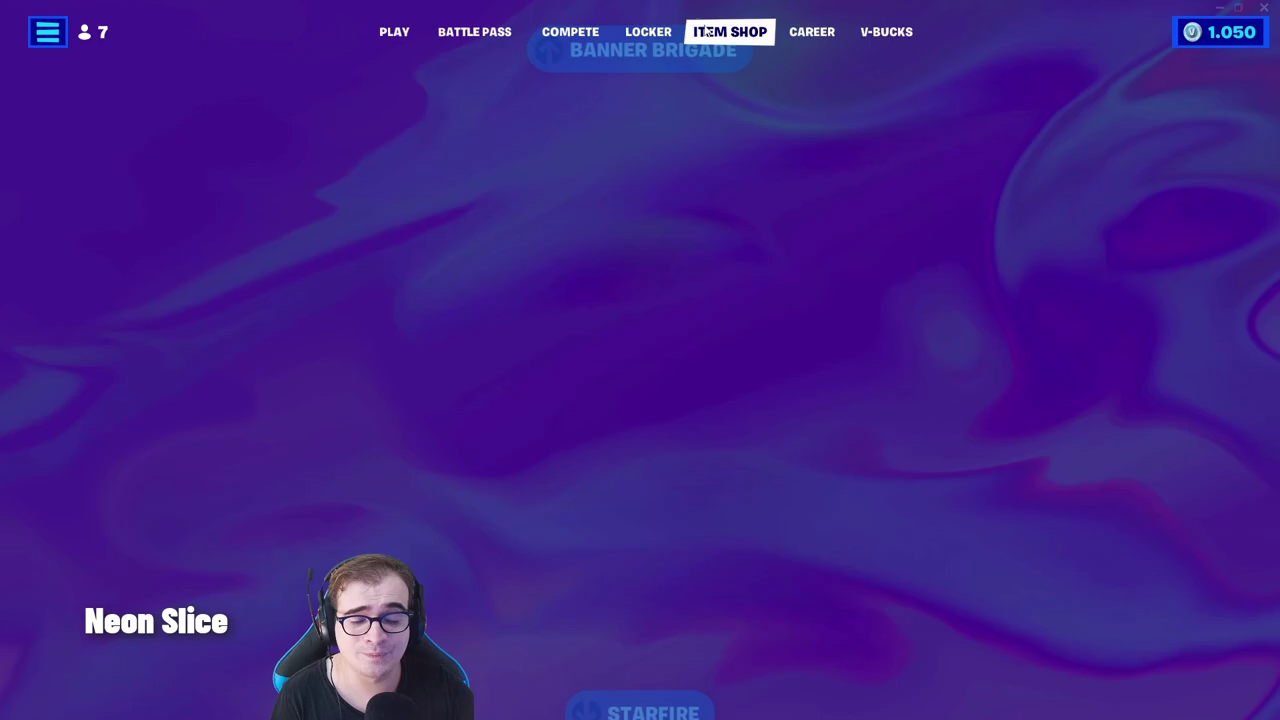 7
PLAY
BATTLE PASS
COMPETE
LOCKER
ITEM SHOP
CAREER
V-BUCKS
1.050
BANNER BRIGADE
Neon Slice
STARFIRE